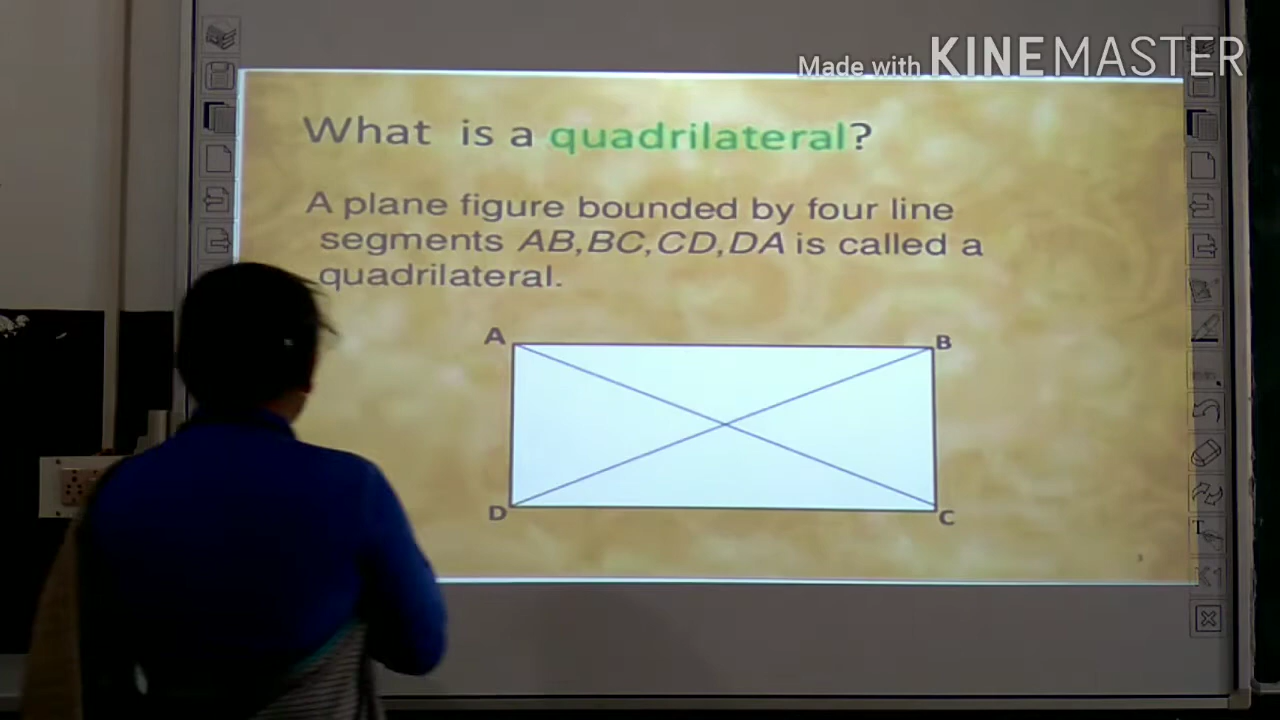 Made with KINEMASTER
What is a quadrilateral?
A plane figure bounded by four line
segments AB,BC,CD,DA is called a
quadrilateral.
A
B
D
C
3
T